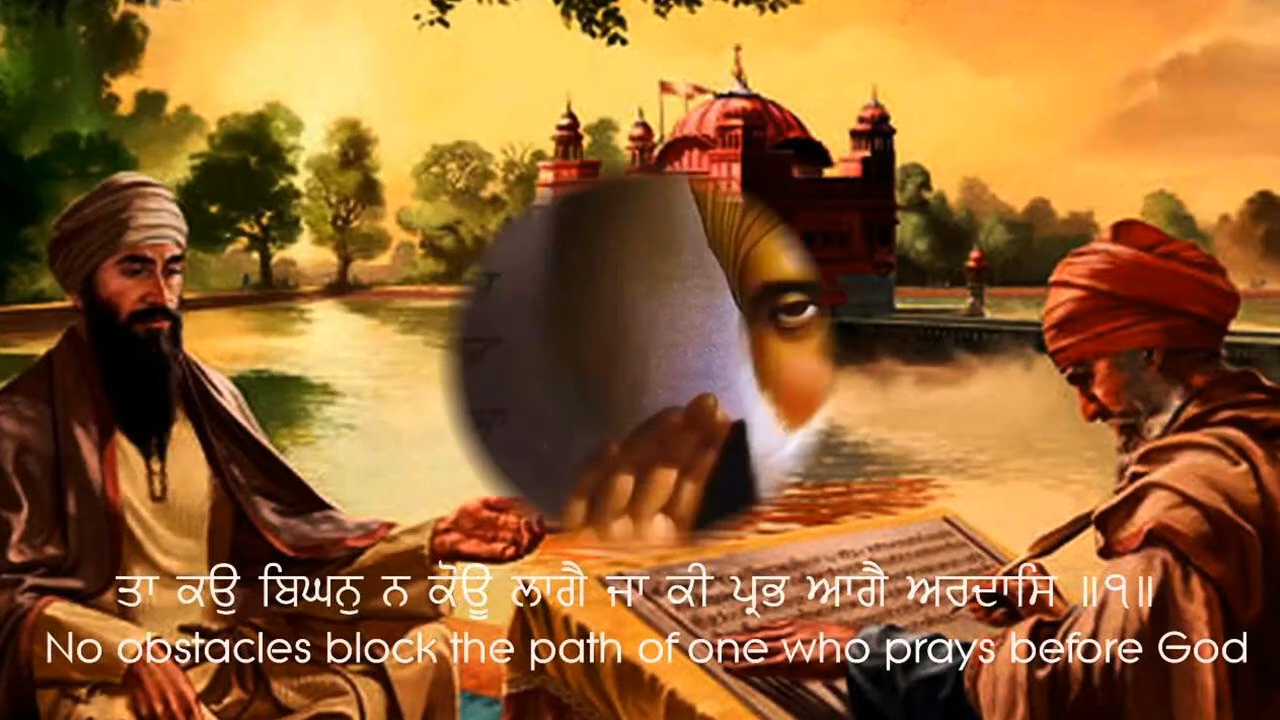 ਤਾ ਕਉ ਬਿਘਨੁ ਨ ਕੋਊ ਲਾਗੈ ਜਾ ਕੀ ਪ੍ਰਭ ਆਗੈ ਅਰਦਾਸਿ ॥੧॥
No obstacles block the path of one who prays before God